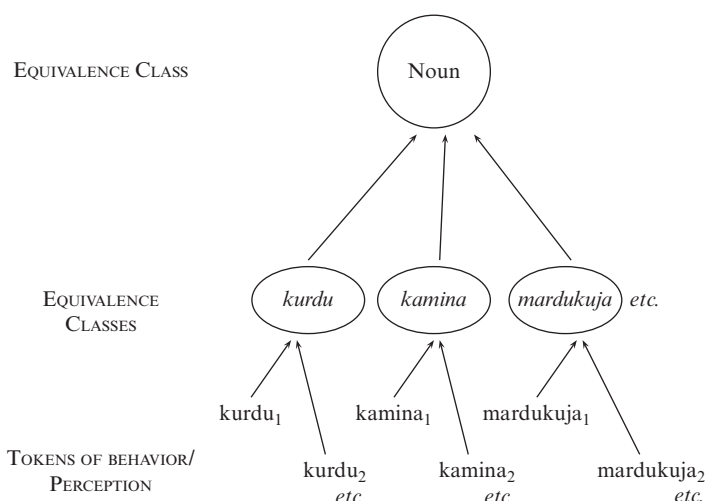 EQUIVALENCE CLASS
Noun
EQUIVALENCE
CLASSES
kurdu
kamina
mardukuja etc.
kurdu₁
kamina₁
mardukuja₁
TOKENS OF BEHAVIOR/
PERCEPTION
kurdu₂
etc.
kamina₂
etc.
mardukuja₂
etc.